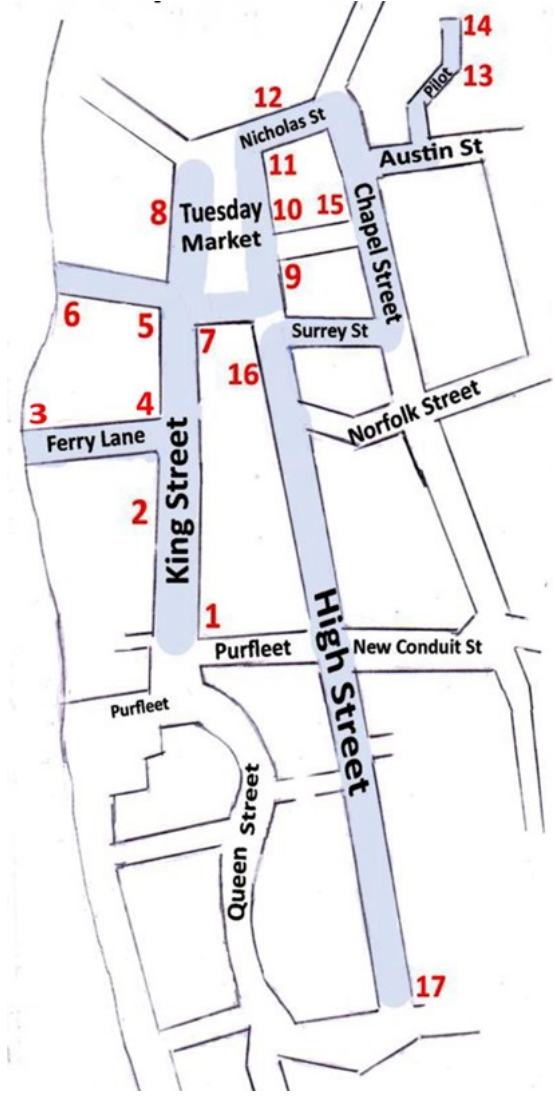 14
Pilot
13
12
Nicholas St
Austin St
11
8
Tuesday
Market
10
15
Chapel Street
9
6
5
7
Surrey St
16
3
4
Ferry Lane
Norfolk Street
King Street
2
1
High Street
Purfleet
New Conduit St
Purfleet
Queen Street
17